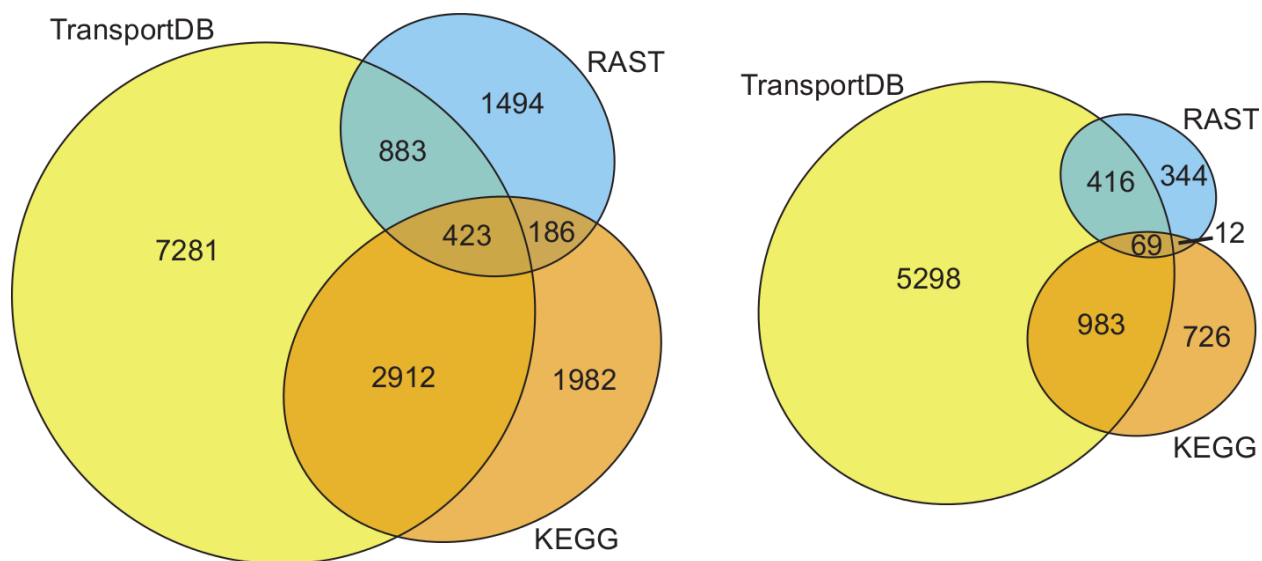 TransportDB
RAST
1494
883
7281
423
186
2912
1982
KEGG
TransportDB
RAST
416
344
69
12
5298
983
726
KEGG